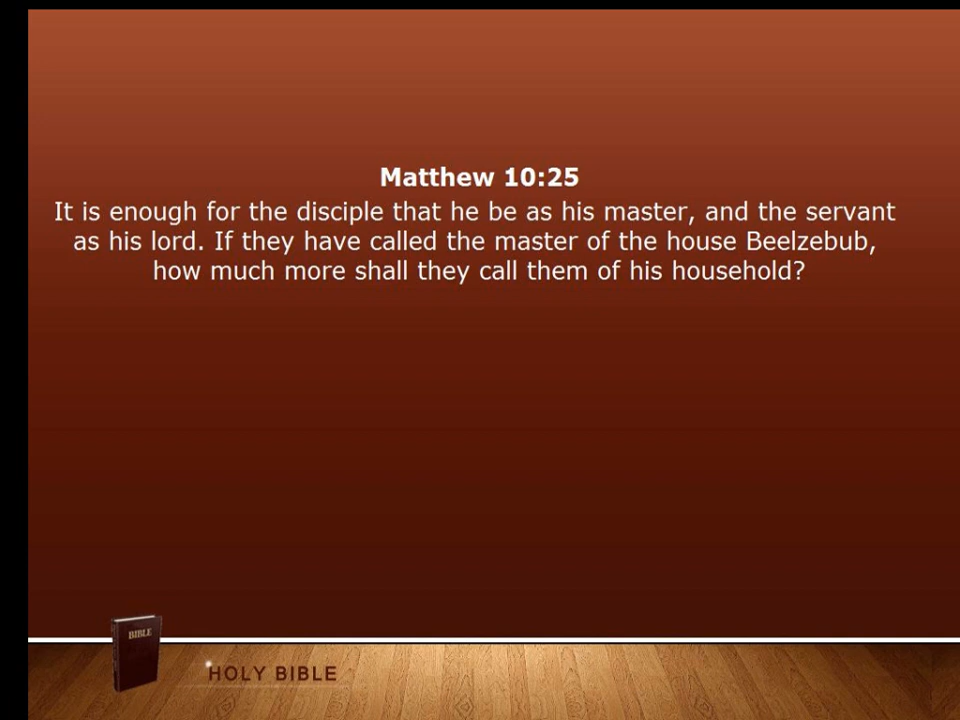 Matthew 10:25
It is enough for the disciple that he be as his master, and the servant
as his lord. If they have called the master of the house Beelzebub,
how much more shall they call them of his household?
BIBLE
HOLY BIBLE